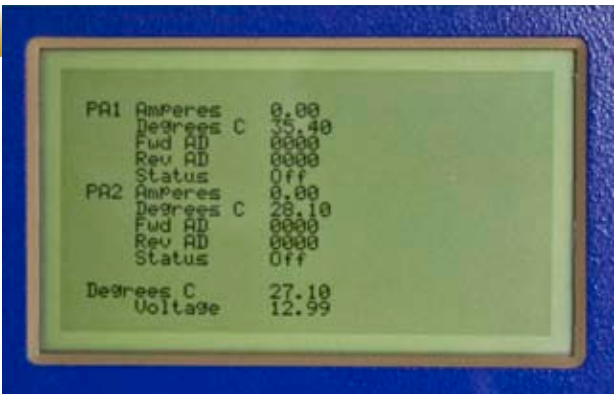 PA1 Amperes 0.00
Degrees C 35.40
Fwd AD 0000
Rev AD 0000
Status Off
PA2 Amperes 0.00
Degrees C 28.10
Fwd AD 0000
Rev AD 0000
Status Off
Degrees C 27.10
Voltage 12.99